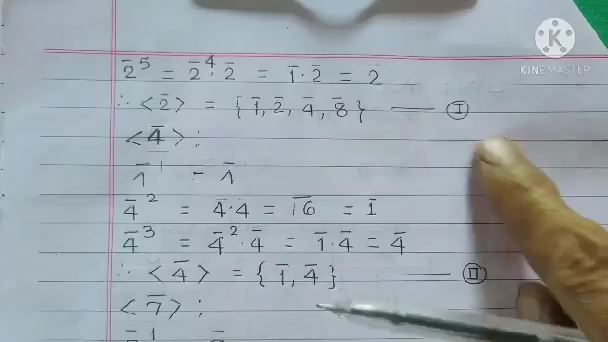 KINEMASTER
2̄⁵ = 2̄⁴·2̄ = 1̄·2̄ = 2̄
∴ <2̄> = {1̄, 2̄, 4̄, 8̄} — Ⓘ
<4̄> :
4̄¹ = 4̄
4̄² = 4̄·4̄ = 1̄6̄ = 1̄
4̄³ = 4̄²·4̄ = 1̄·4̄ = 4̄
∴ <4̄> = {1̄, 4̄} — Ⅱ
<7̄> :